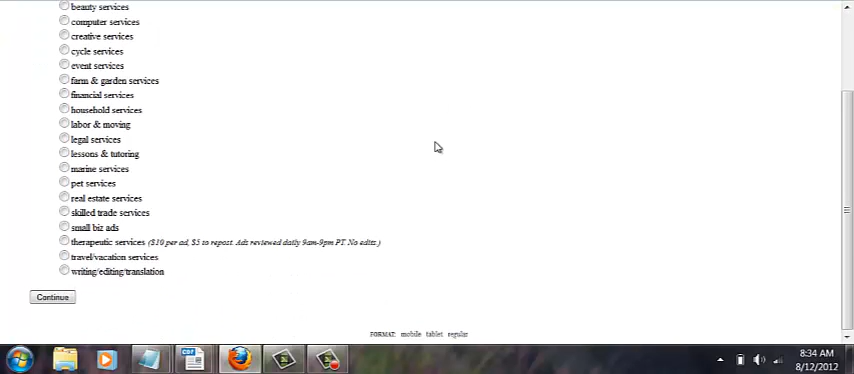 beauty services
computer services
creative services
cycle services
event services
farm & garden services
financial services
household services
labor & moving
legal services
lessons & tutoring
marine services
pet services
real estate services
skilled trade services
small biz ads
therapeutic services ($10 per ad, $5 to repost. Ads reviewed daily 9am-9pm PT. No edits.)
travel/vacation services
writing/editing/translation
Continue
FORMAT: mobile tablet regular
CDF
8:34 AM
8/12/2012